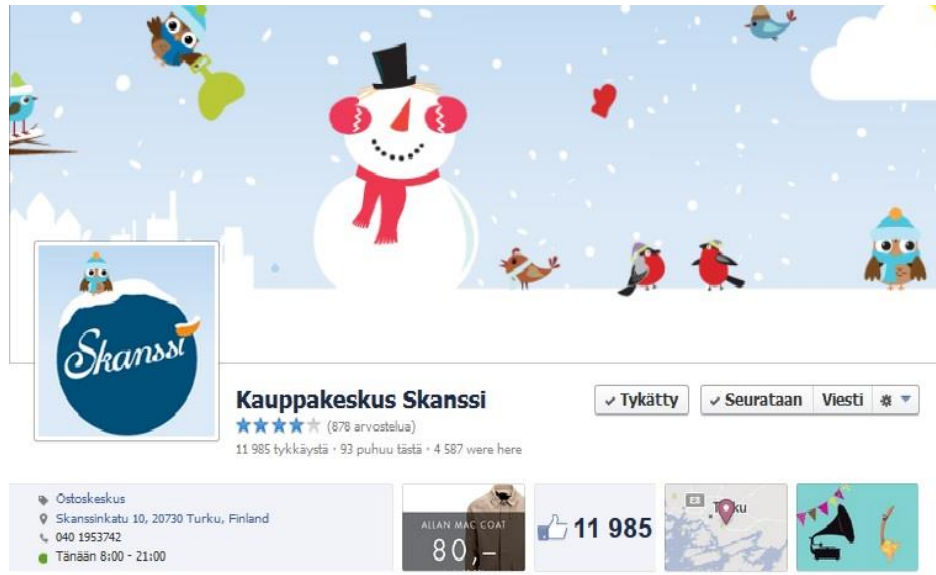 Skanssi
Kauppakeskus Skanssi
✓ Tykätty
✓ Seurataan
Viesti
(878 arvostelua)
11 985 tykkäystä · 93 puhuu tästä · 4 587 were here
Ostoskeskus
Skanssinkatu 10, 20730 Turku, Finland
040 1953742
Tänään 8:00 - 21:00
ALLAN MAC COAT
80,–
11 985
Turku